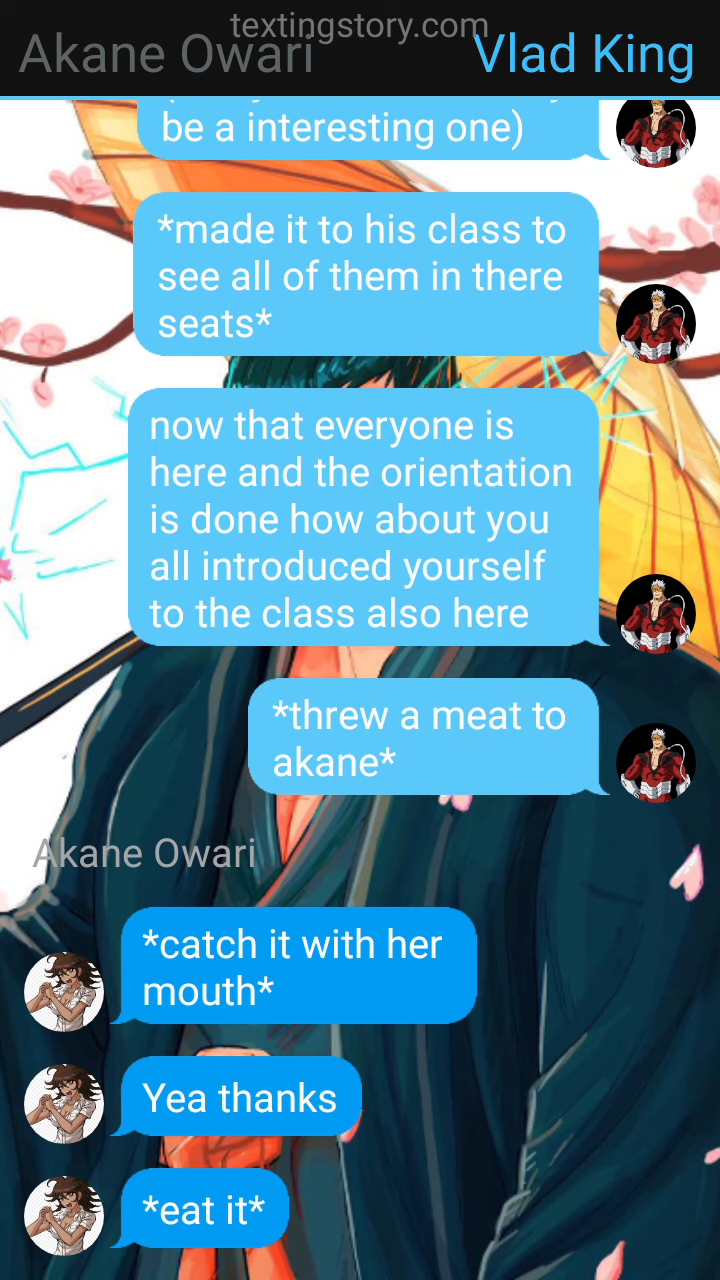 textingstory.com
Akane Owari
Vlad King
be a interesting one)
*made it to his class to
see all of them in there
seats*
now that everyone is
here and the orientation
is done how about you
all introduced yourself
to the class also here
*threw a meat to
akane*
Akane Owari
*catch it with her
mouth*
Yea thanks
*eat it*